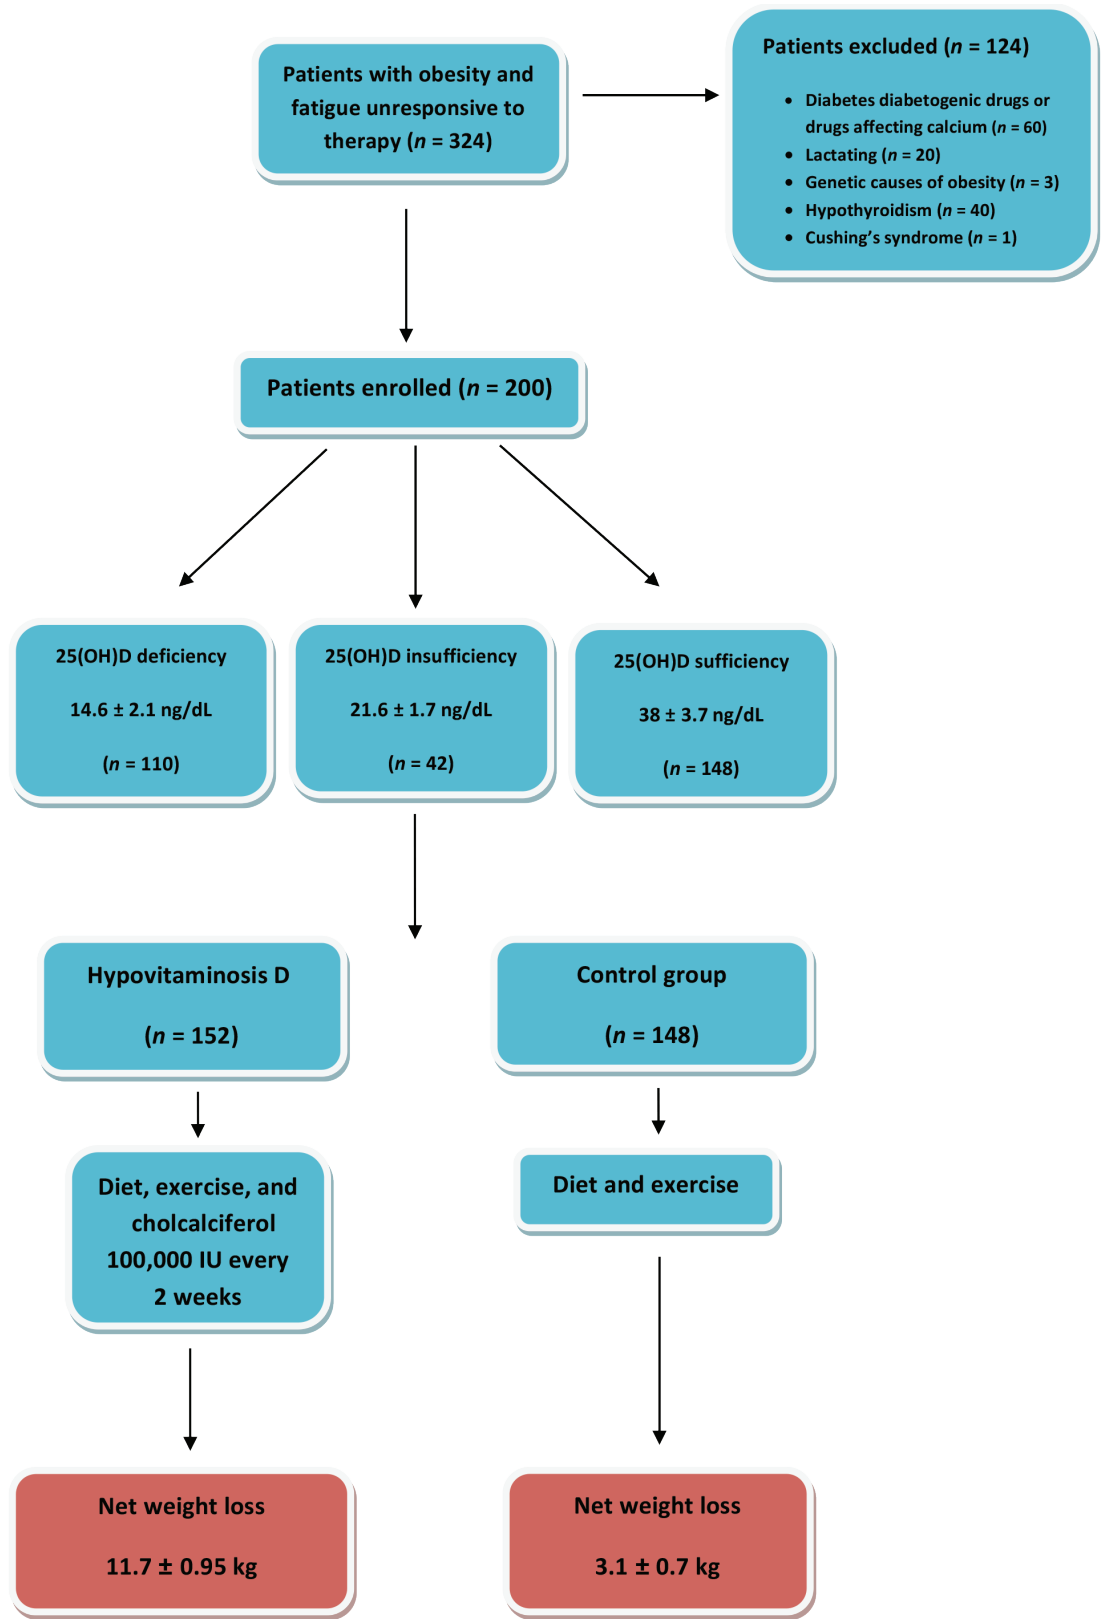 Patients with obesity and
fatigue unresponsive to
therapy (n = 324)
Patients excluded (n = 124)
• Diabetes diabetogenic drugs or
drugs affecting calcium (n = 60)
• Lactating (n = 20)
• Genetic causes of obesity (n = 3)
• Hypothyroidism (n = 40)
• Cushing’s syndrome (n = 1)
Patients enrolled (n = 200)
25(OH)D deficiency
14.6 ± 2.1 ng/dL
(n = 110)
25(OH)D insufficiency
21.6 ± 1.7 ng/dL
(n = 42)
25(OH)D sufficiency
38 ± 3.7 ng/dL
(n = 148)
Hypovitaminosis D
(n = 152)
Control group
(n = 148)
Diet, exercise, and
cholcalciferol
100,000 IU every
2 weeks
Diet and exercise
Net weight loss
11.7 ± 0.95 kg
Net weight loss
3.1 ± 0.7 kg